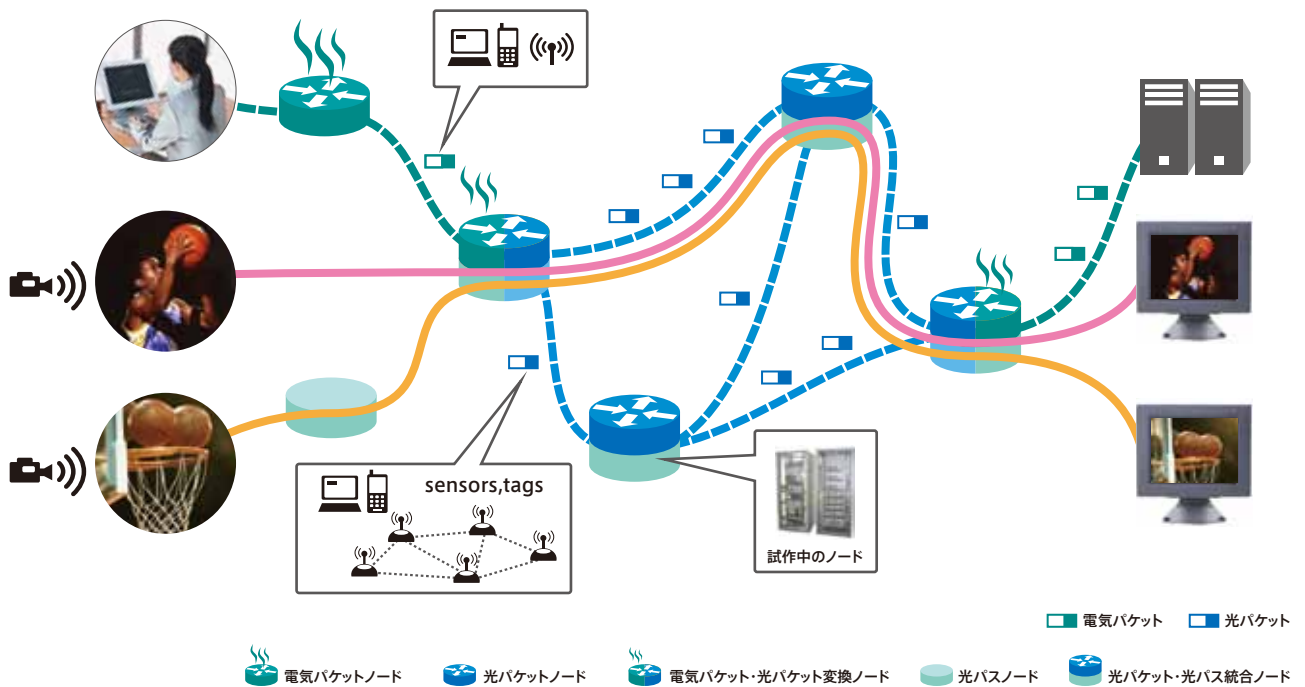 sensors,tags
試作中のノード
電気パケット
光パケット
電気パケットノード
光パケットノード
電気パケット・光パケット変換ノード
光パスノード
光パケット・光パス統合ノード